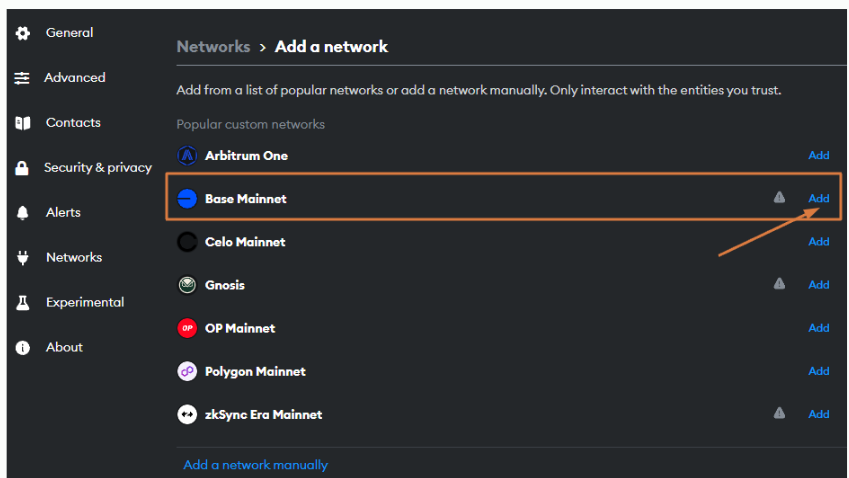 General
Advanced
Contacts
Security & privacy
Alerts
Networks
Experimental
About
Networks > Add a network
Add from a list of popular networks or add a network manually. Only interact with the entities you trust.
Popular custom networks
Arbitrum One Add
Base Mainnet Add
Celo Mainnet Add
Gnosis Add
OP OP Mainnet Add
Polygon Mainnet Add
zkSync Era Mainnet Add
Add a network manually